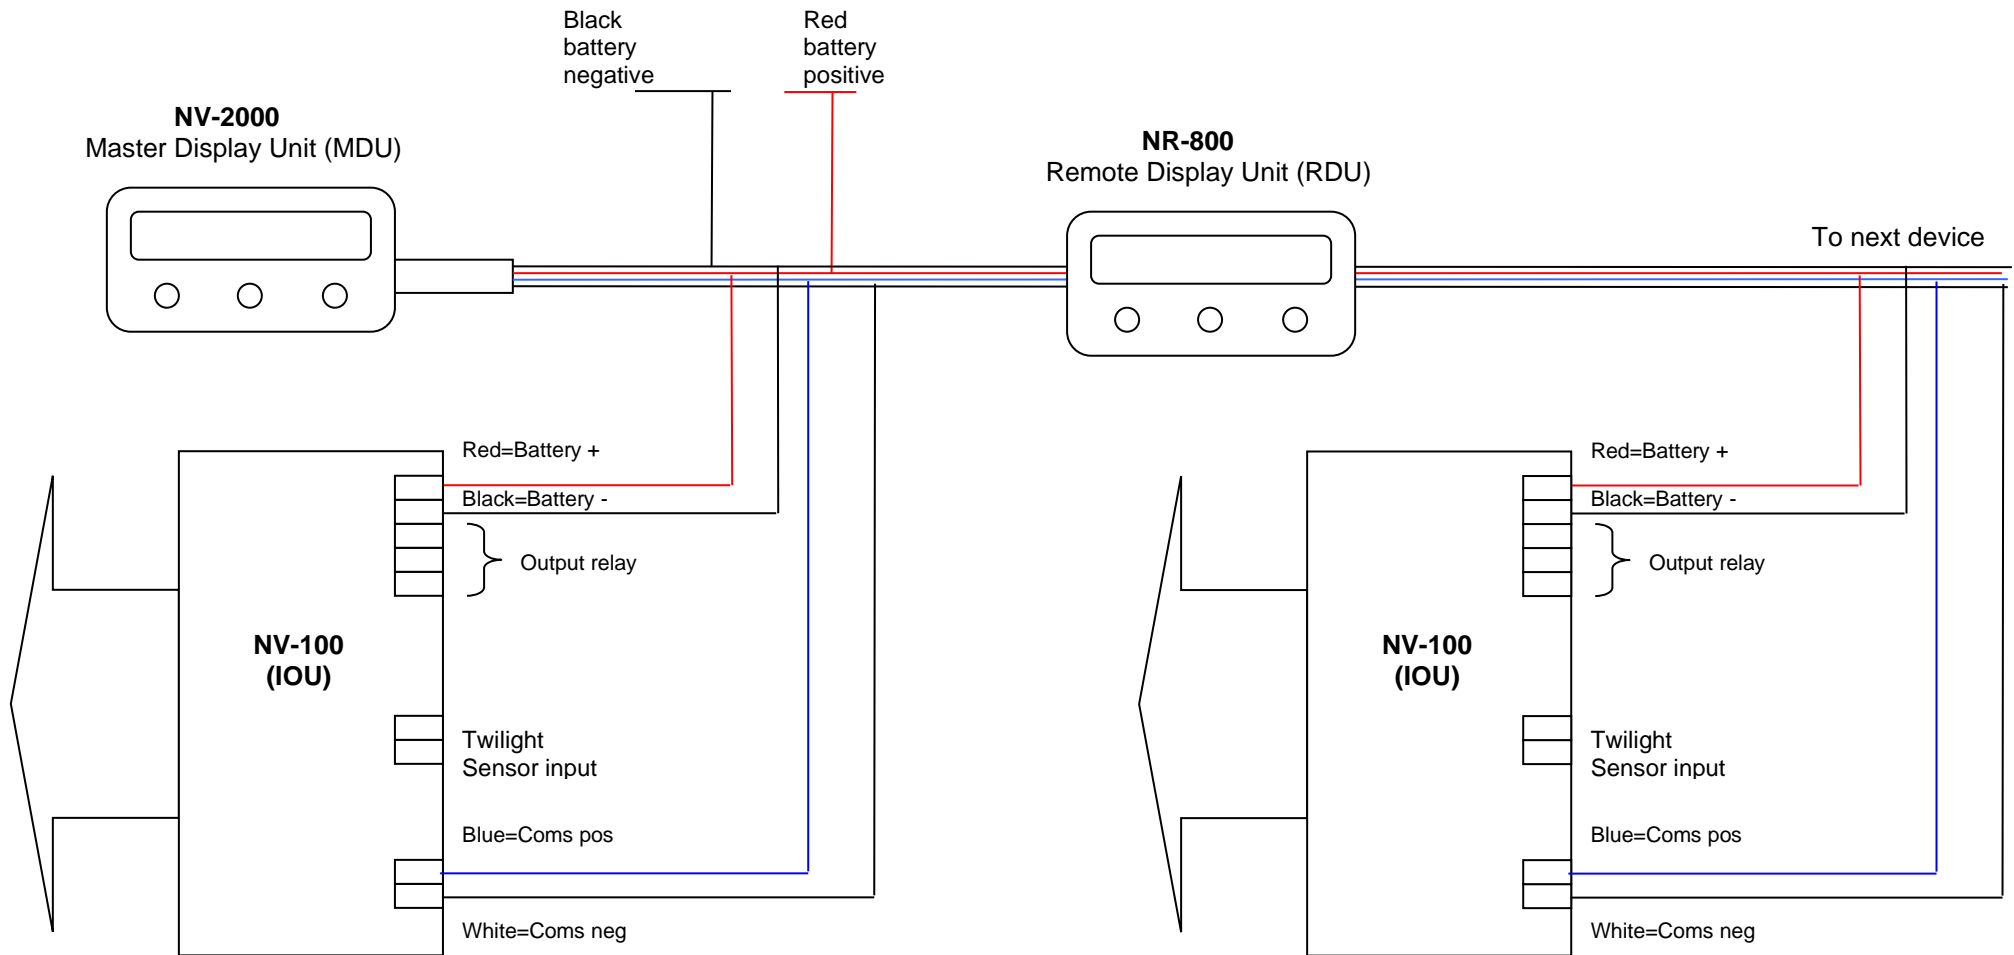 Black
battery
negative
Red
battery
positive
NV-2000
Master Display Unit (MDU)
NR-800
Remote Display Unit (RDU)
To next device
Red=Battery +
Black=Battery -
Output relay
NV-100
(IOU)
Twilight
Sensor input
Blue=Coms pos
White=Coms neg
Red=Battery +
Black=Battery -
Output relay
NV-100
(IOU)
Twilight
Sensor input
Blue=Coms pos
White=Coms neg